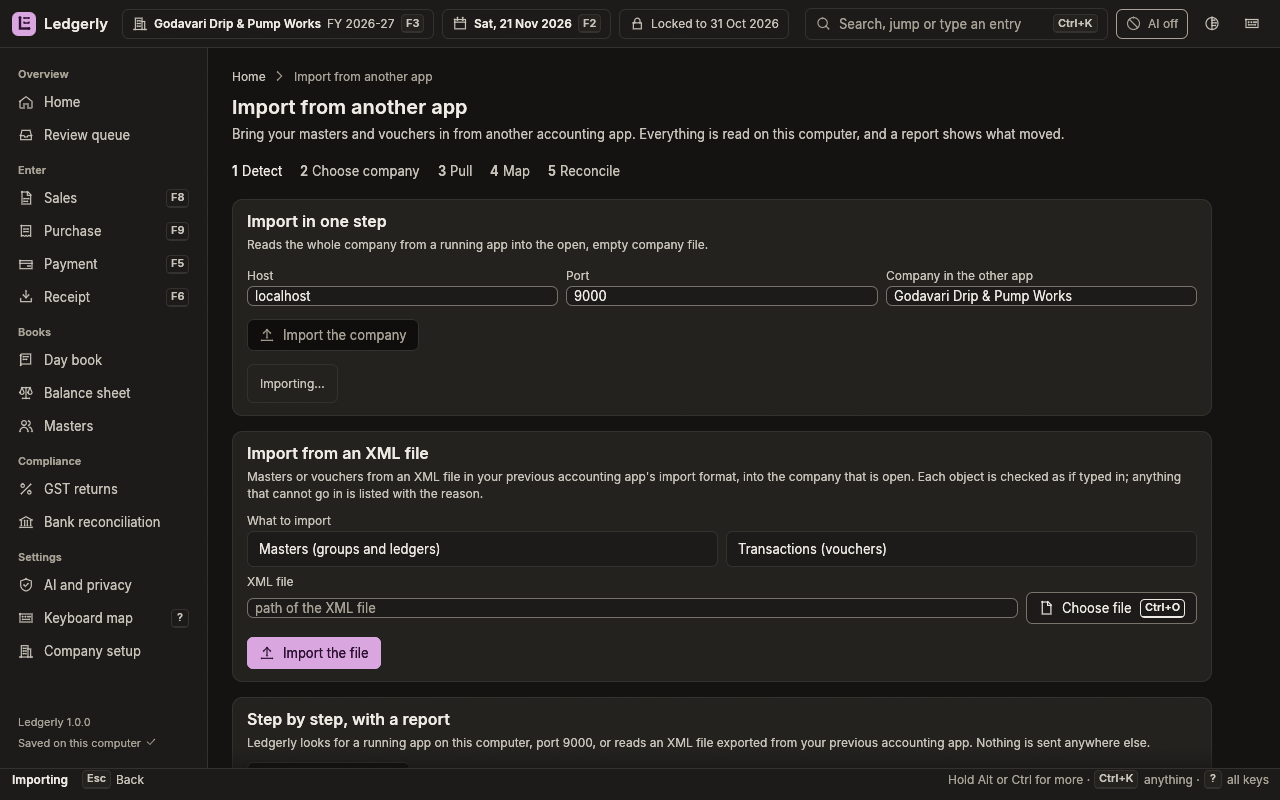 Ledgerly
Godavari Drip & Pump Works FY 2026-27 F3
Sat, 21 Nov 2026 F2
Locked to 31 Oct 2026
Search, jump or type an entry Ctrl+K
AI off
Overview
Home
Review queue
Enter
Sales F8
Purchase F9
Payment F5
Receipt F6
Books
Day book
Balance sheet
Masters
Compliance
GST returns
Bank reconciliation
Settings
AI and privacy
Keyboard map ?
Company setup
Ledgerly 1.0.0
Saved on this computer
Home > Import from another app
Import from another app
Bring your masters and vouchers in from another accounting app. Everything is read on this computer, and a report shows what moved.
1 Detect 2 Choose company 3 Pull 4 Map 5 Reconcile
Import in one step
Reads the whole company from a running app into the open, empty company file.
Host Port Company in the other app
localhost 9000 Godavari Drip & Pump Works
Import the company
Importing...
Import from an XML file
Masters or vouchers from an XML file in your previous accounting app's import format, into the company that is open. Each object is checked as if typed in; anything
that cannot go in is listed with the reason.
What to import
Masters (groups and ledgers) Transactions (vouchers)
XML file
path of the XML file Choose file Ctrl+O
Import the file
Step by step, with a report
Ledgerly looks for a running app on this computer, port 9000, or reads an XML file exported from your previous accounting app. Nothing is sent anywhere else.
Importing Esc Back Hold Alt or Ctrl for more · Ctrl+K anything · ? all keys